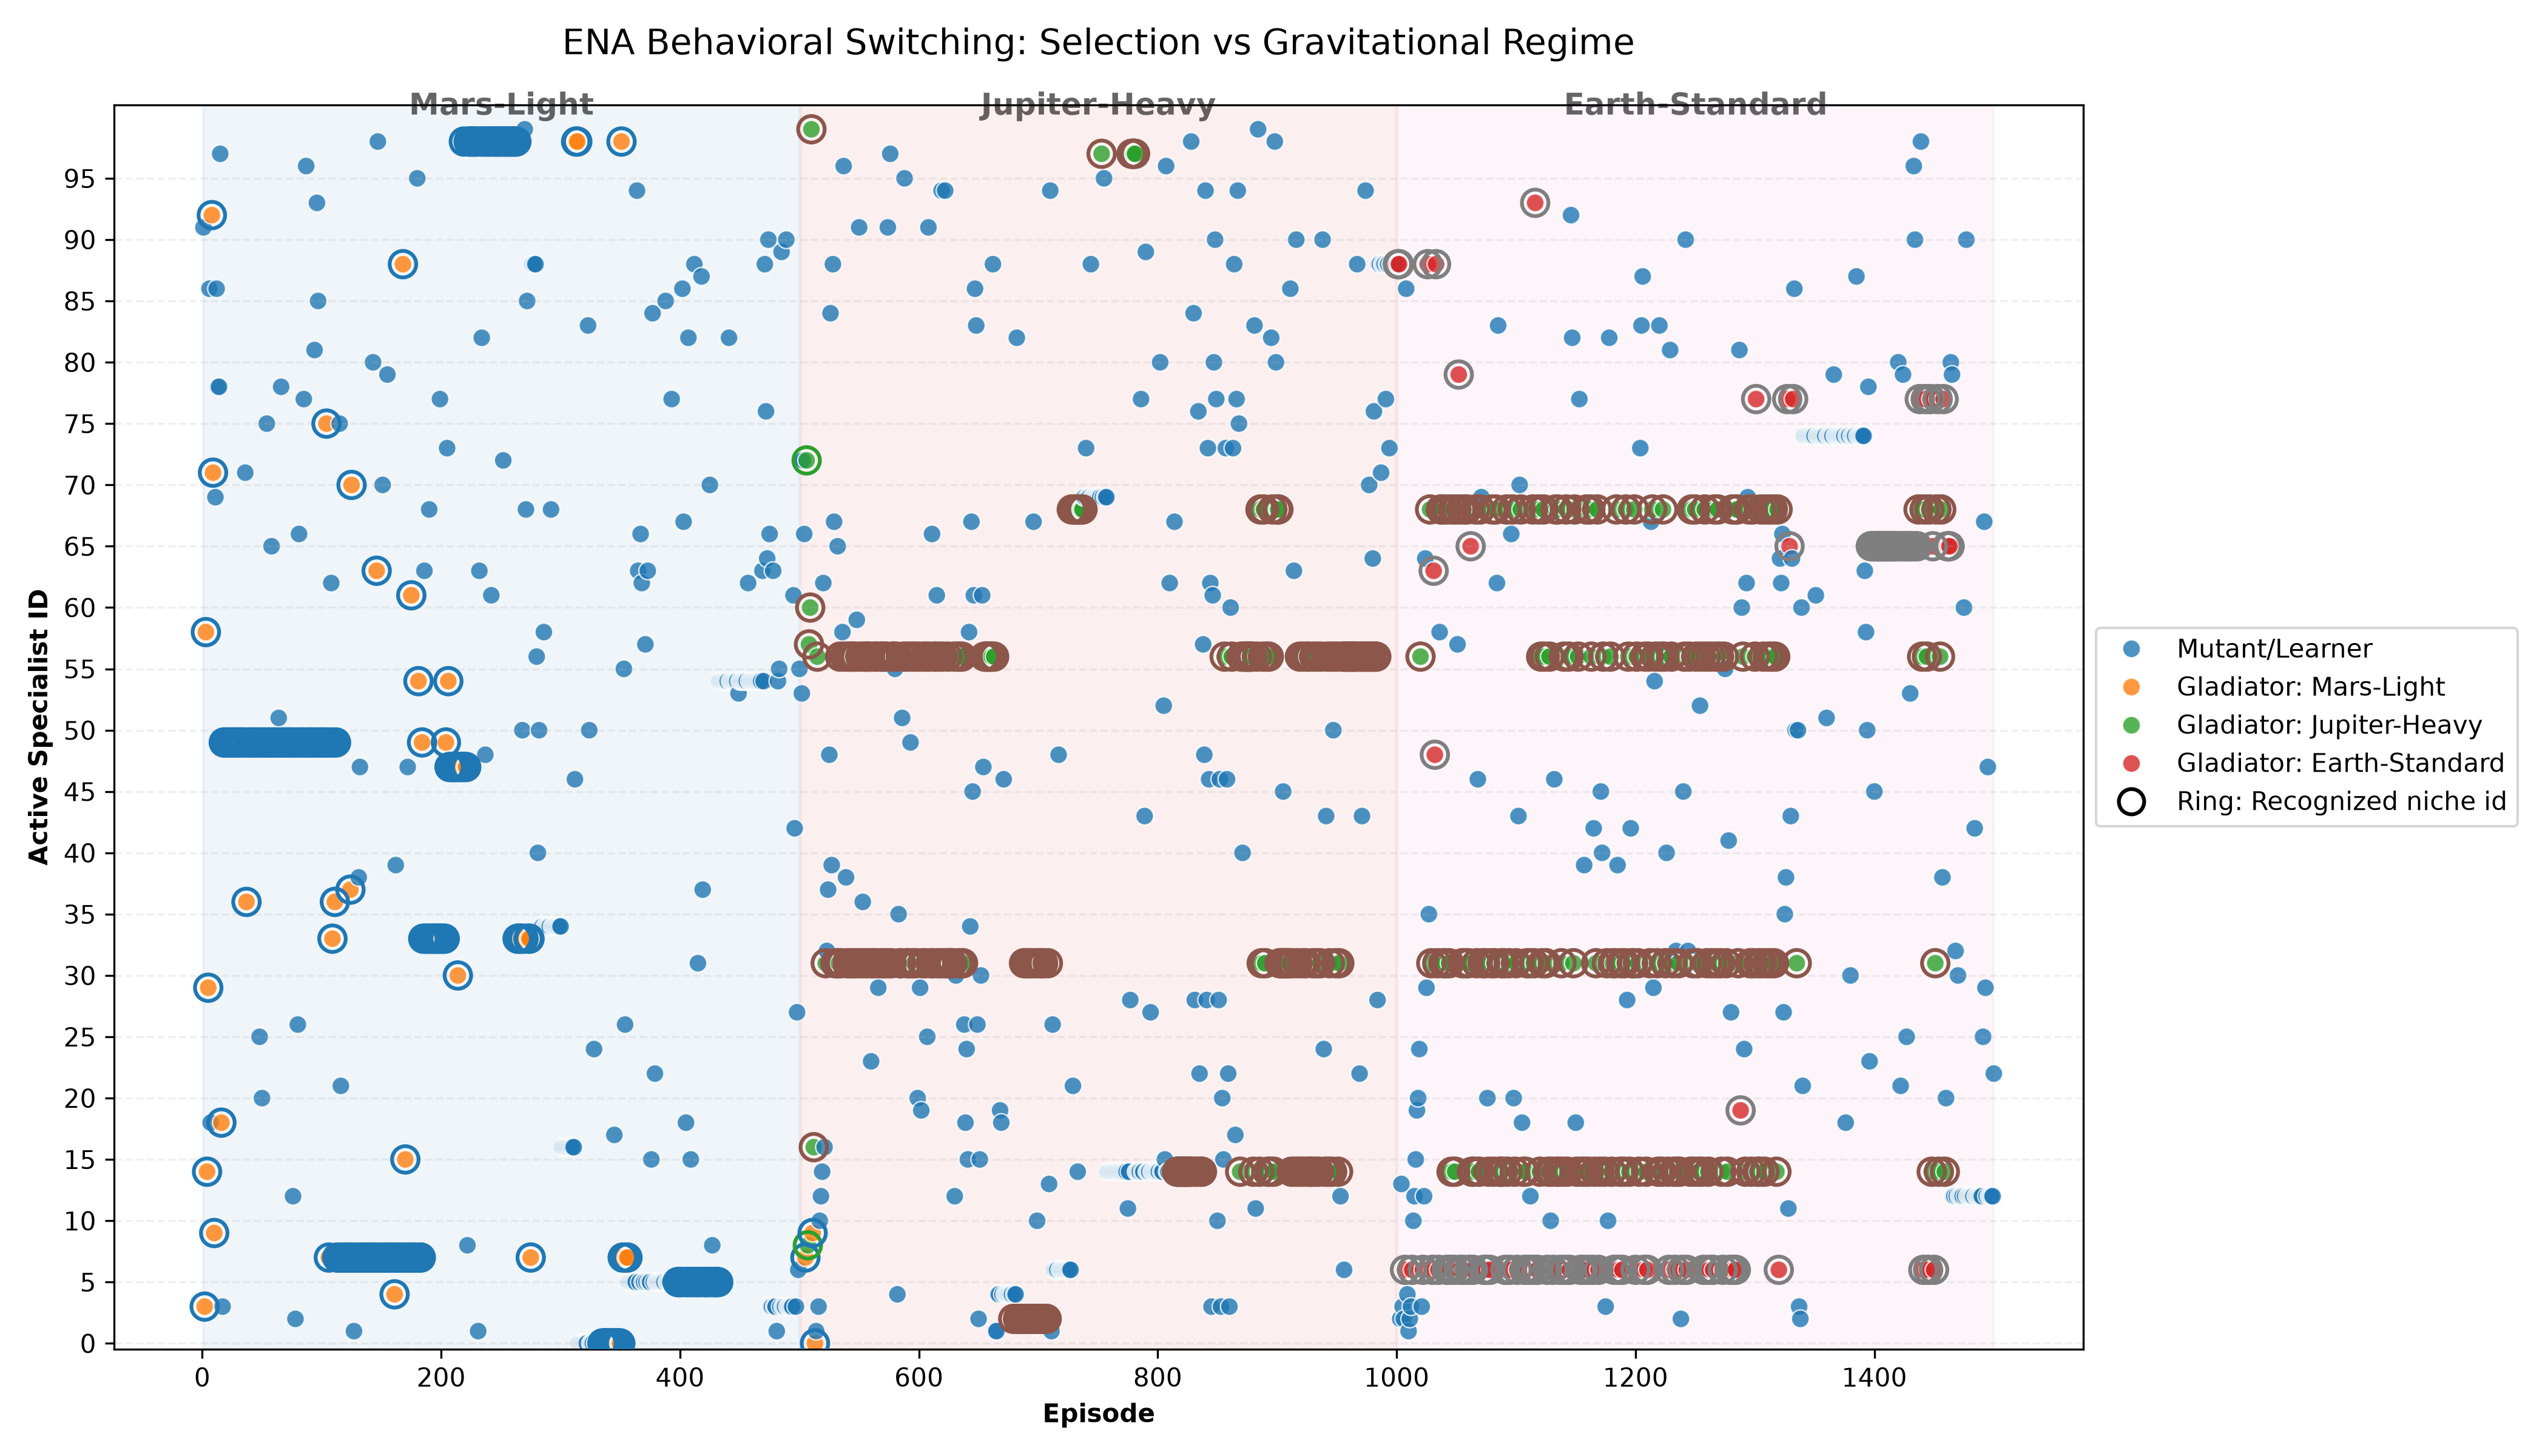 ENA Behavioral Switching: Selection vs Gravitational Regime
Mars-Light
Jupiter-Heavy
Earth-Standard
Active Specialist ID
95
90
85
80
75
70
65
60
55
50
45
40
35
30
25
20
15
10
5
0
0
200
400
600
800
1000
1200
1400
Episode
Mutant/Learner
Gladiator: Mars-Light
Gladiator: Jupiter-Heavy
Gladiator: Earth-Standard
Ring: Recognized niche id